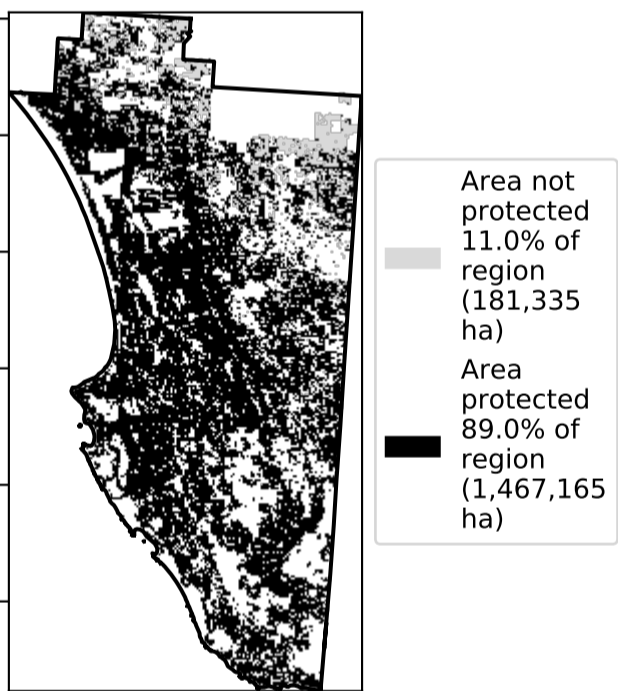 Area not
protected
11.0% of
region
(181,335
ha)
Area
protected
89.0% of
region
(1,467,165
ha)